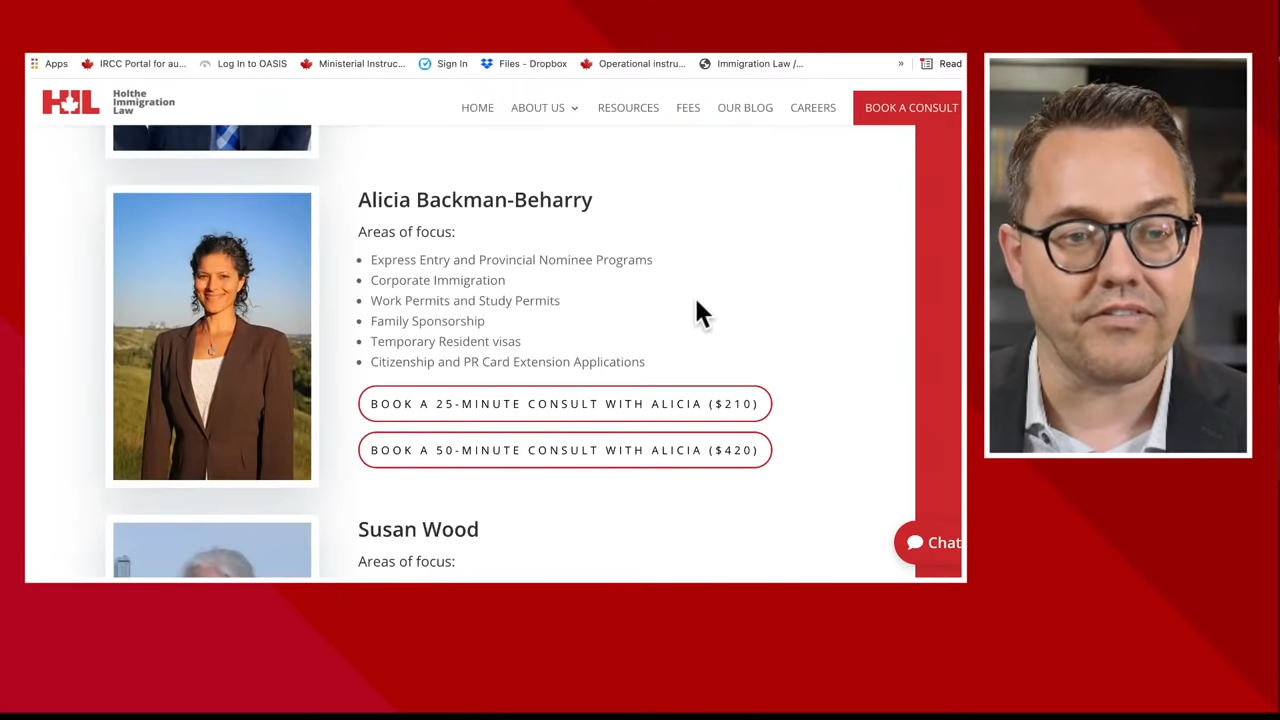 Apps IRCC Portal for au... Log In to OASIS Ministerial Instruc... Sign In Files - Dropbox Operational instru... Immigration Law /... » Read
HIL Holthe
Immigration
Law
HOME ABOUT US RESOURCES FEES OUR BLOG CAREERS BOOK A CONSULT
Alicia Backman-Beharry
Areas of focus:
Express Entry and Provincial Nominee Programs
Corporate Immigration
Work Permits and Study Permits
Family Sponsorship
Temporary Resident visas
Citizenship and PR Card Extension Applications
BOOK A 25-MINUTE CONSULT WITH ALICIA ($210)
BOOK A 50-MINUTE CONSULT WITH ALICIA ($420)
Susan Wood
Chat
Areas of focus: